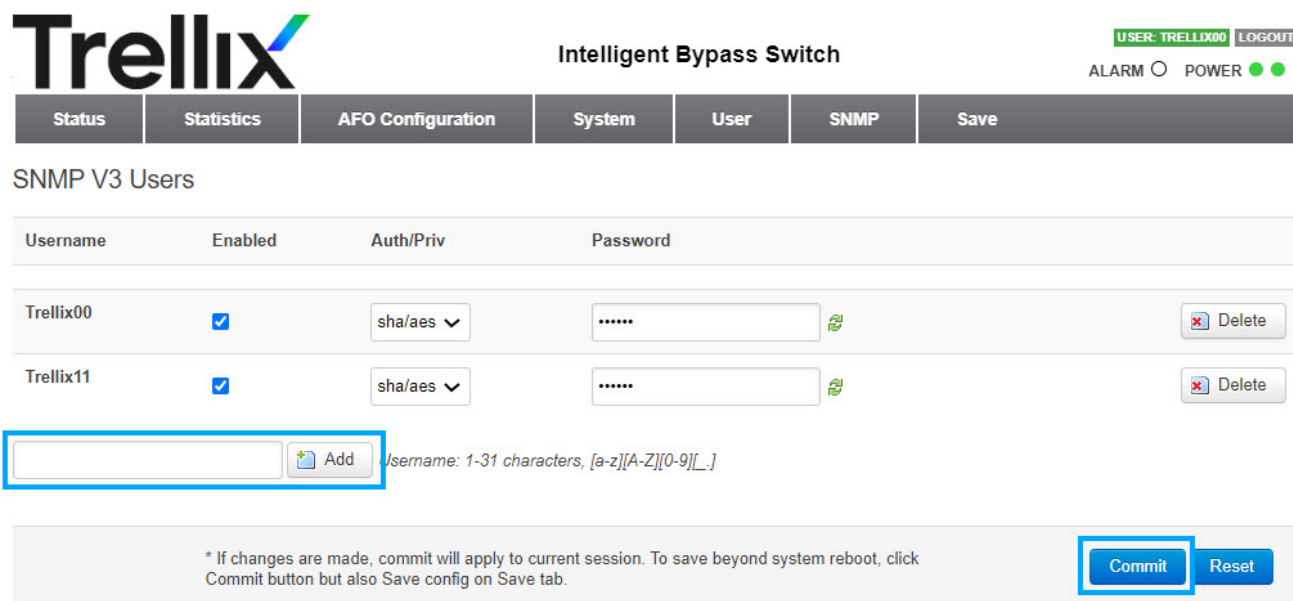 Trellix
Intelligent Bypass Switch
USER: TRELLIX00 LOGOUT
ALARM POWER
Status Statistics AFO Configuration System User SNMP Save
SNMP V3 Users
Username Enabled Auth/Priv Password
Trellix00 sha/aes •••••• Delete
Trellix11 sha/aes •••••• Delete
Add Username: 1-31 characters, [a-z][A-Z][0-9][_.]
* If changes are made, commit will apply to current session. To save beyond system reboot, click
Commit button but also Save config on Save tab.
Commit Reset